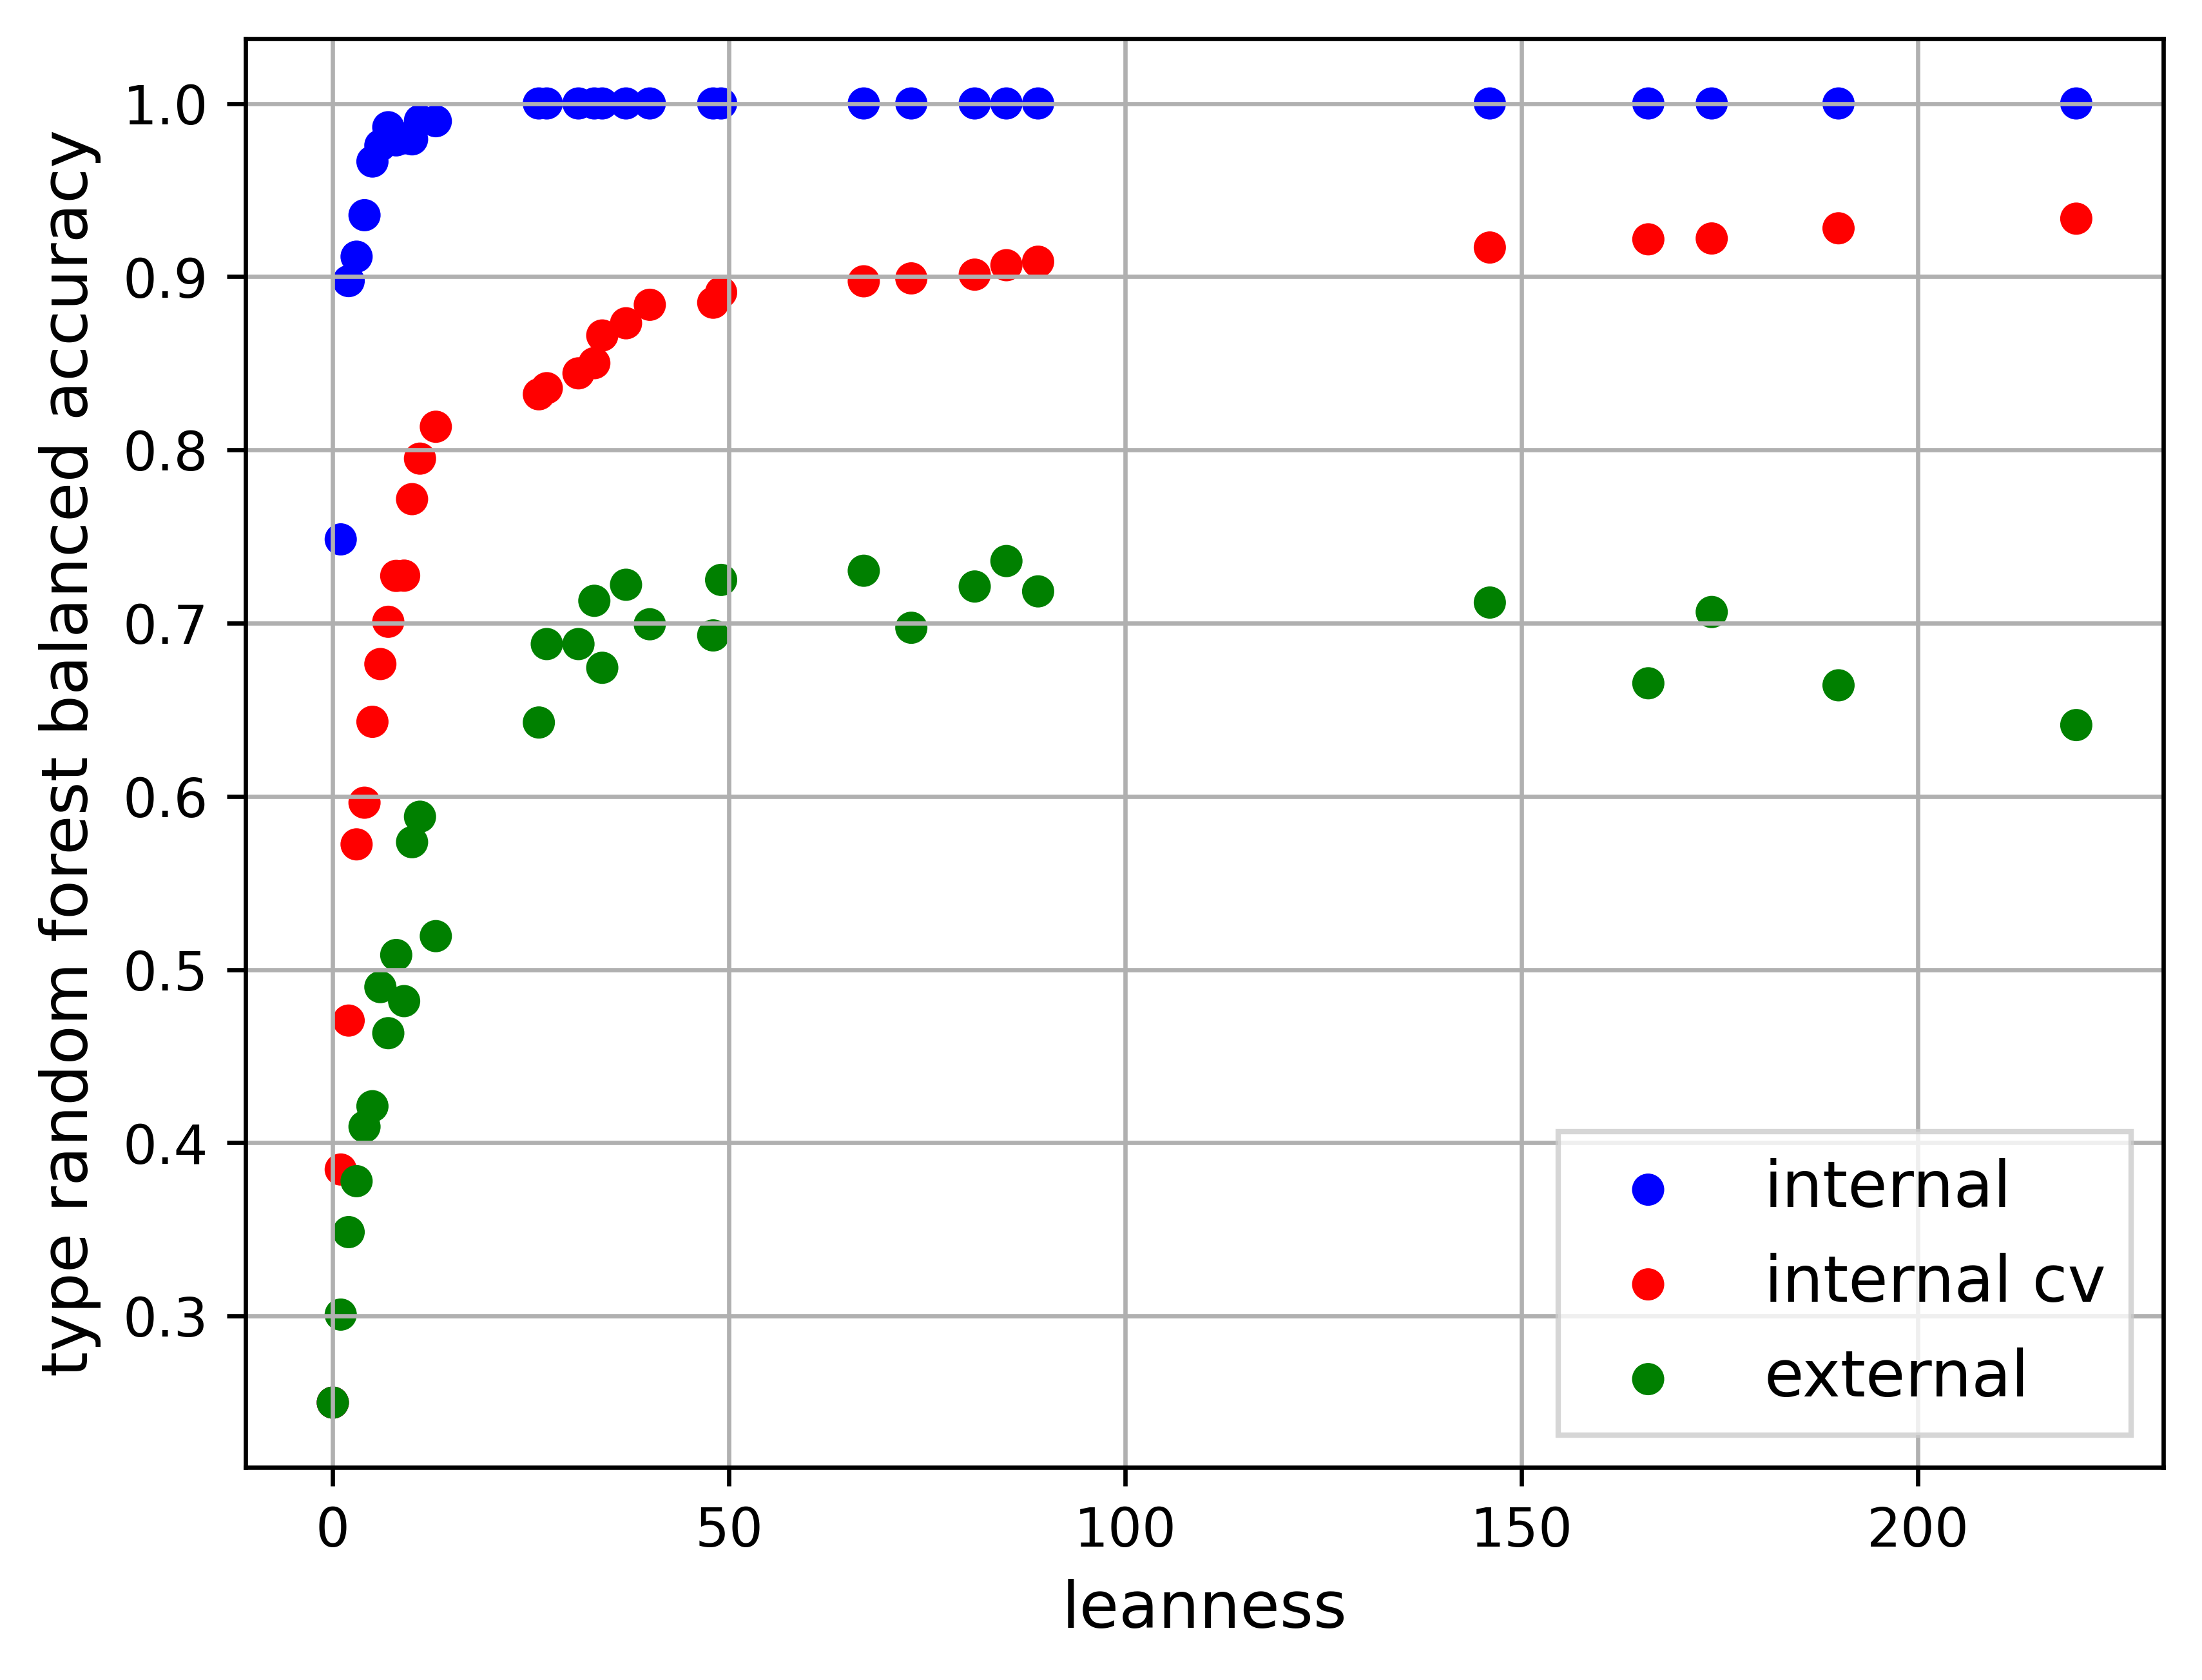 type random forest balanced accuracy
1.0
0.9
0.8
0.7
0.6
0.5
0.4
0.3
0
50
100
150
200
leanness
internal
internal cv
external